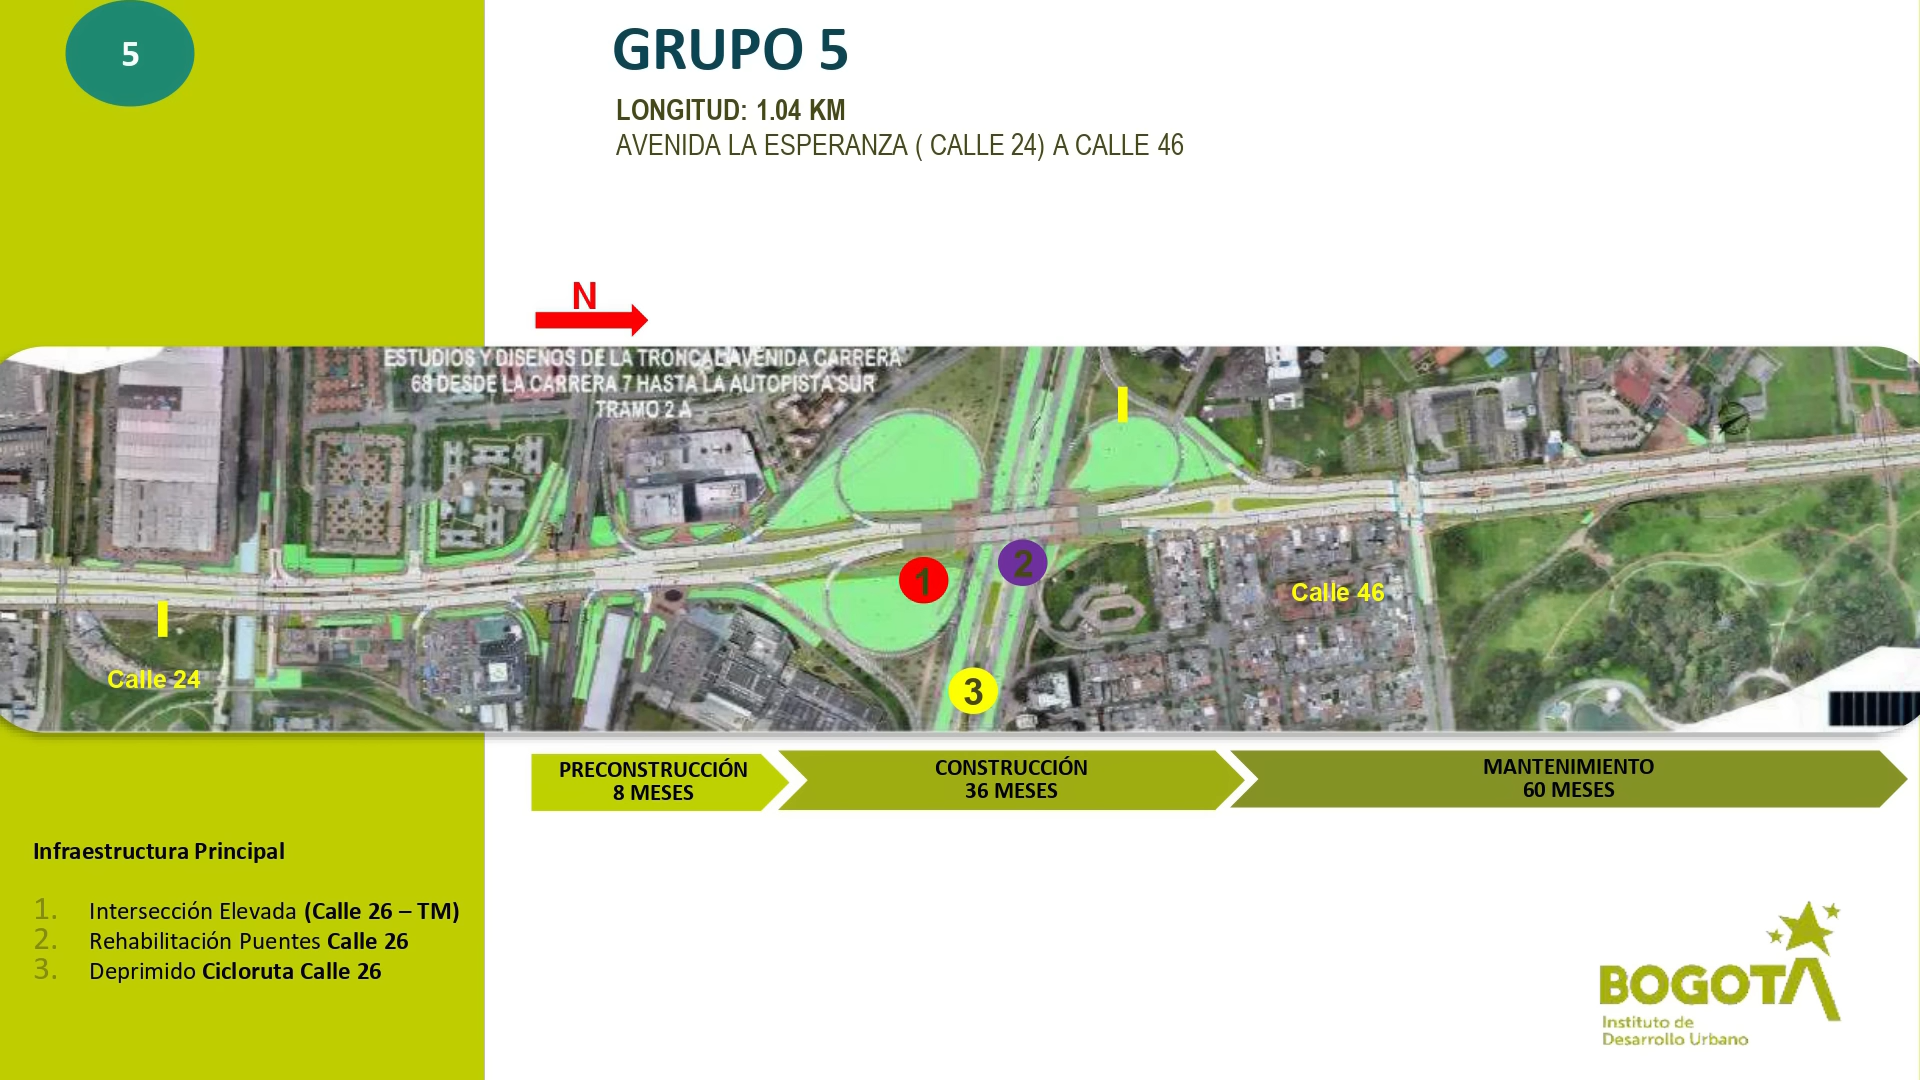 5
GRUPO 5
LONGITUD: 1.04 KM
AVENIDA LA ESPERANZA ( CALLE 24) A CALLE 46
N
ESTUDIOS Y DISEÑOS DE LA TRONCAL AVENIDA CARRERA
68 DESDE LA CARRERA 7 HASTA LA AUTOPISTA SUR
TRAMO 2 A
1
2
Calle 46
Calle 24
3
PRECONSTRUCCIÓN
8 MESES
CONSTRUCCIÓN
36 MESES
MANTENIMIENTO
60 MESES
Infraestructura Principal
1. Intersección Elevada (Calle 26 – TM)
2. Rehabilitación Puentes Calle 26
3. Deprimido Cicloruta Calle 26
BOGOTÁ
Instituto de
Desarrollo Urbano